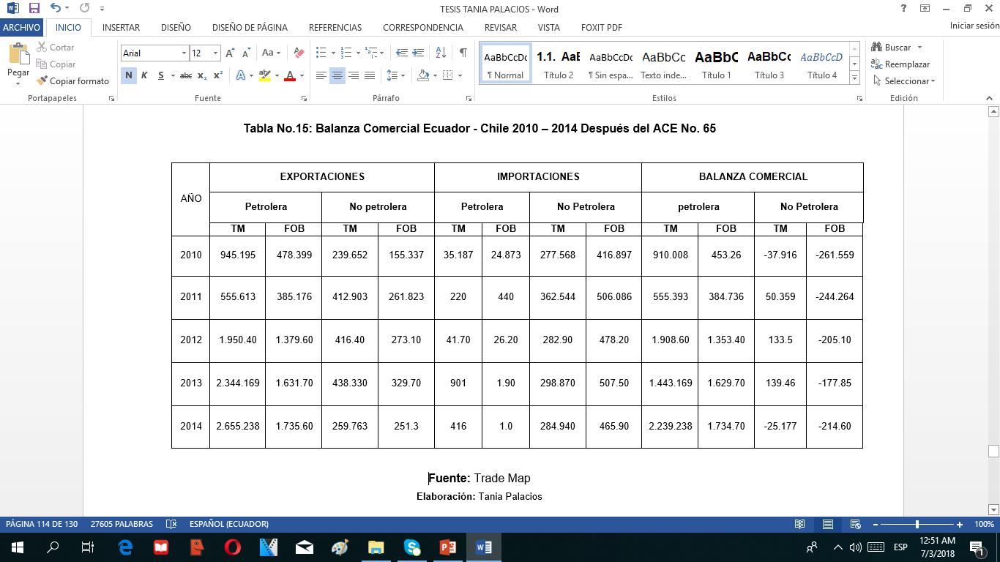 TESIS TANIA PALACIOS - Word
ARCHIVO INICIO INSERTAR DISEÑO DISEÑO DE PÁGINA REFERENCIAS CORRESPONDENCIA REVISAR VISTA FOXIT PDF Iniciar sesión
Pegar
Cortar
Copiar
Copiar formato
Portapapeles
Arial 12
N K S abc x₂ x²
Fuente
Párrafo
AaBbCcDc 1.1. AaE AaBbCcDc AaBbCc AaBbC AaBbCc AaBbCcD
¶ Normal Título 2 ¶ Sin espa... Texto inde... Título 1 Título 3 Título 4
Estilos
Buscar
Reemplazar
Seleccionar
Edición
Tabla No.15: Balanza Comercial Ecuador - Chile 2010 – 2014 Después del ACE No. 65
AÑO EXPORTACIONES IMPORTACIONES BALANZA COMERCIAL
Petrolera No petrolera Petrolera No Petrolera petrolera No Petrolera
TM FOB TM FOB TM FOB TM FOB TM FOB TM FOB
2010 945.195 478.399 239.652 155.337 35.187 24.873 277.568 416.897 910.008 453.26 -37.916 -261.559
2011 555.613 385.176 412.903 261.823 220 440 362.544 506.086 555.393 384.736 50.359 -244.264
2012 1.950.40 1.379.60 416.40 273.10 41.70 26.20 282.90 478.20 1.908.60 1.353.40 133.5 -205.10
2013 2.344.169 1.631.70 438.330 329.70 901 1.90 298.870 507.50 1.443.169 1.629.70 139.46 -177.85
2014 2.655.238 1.735.60 259.763 251.3 416 1.0 284.940 465.90 2.239.238 1.734.70 -25.177 -214.60
Fuente: Trade Map
Elaboración: Tania Palacios
PÁGINA 114 DE 130 27605 PALABRAS ESPAÑOL (ECUADOR) 100%
ESP 12:51 AM
7/3/2018